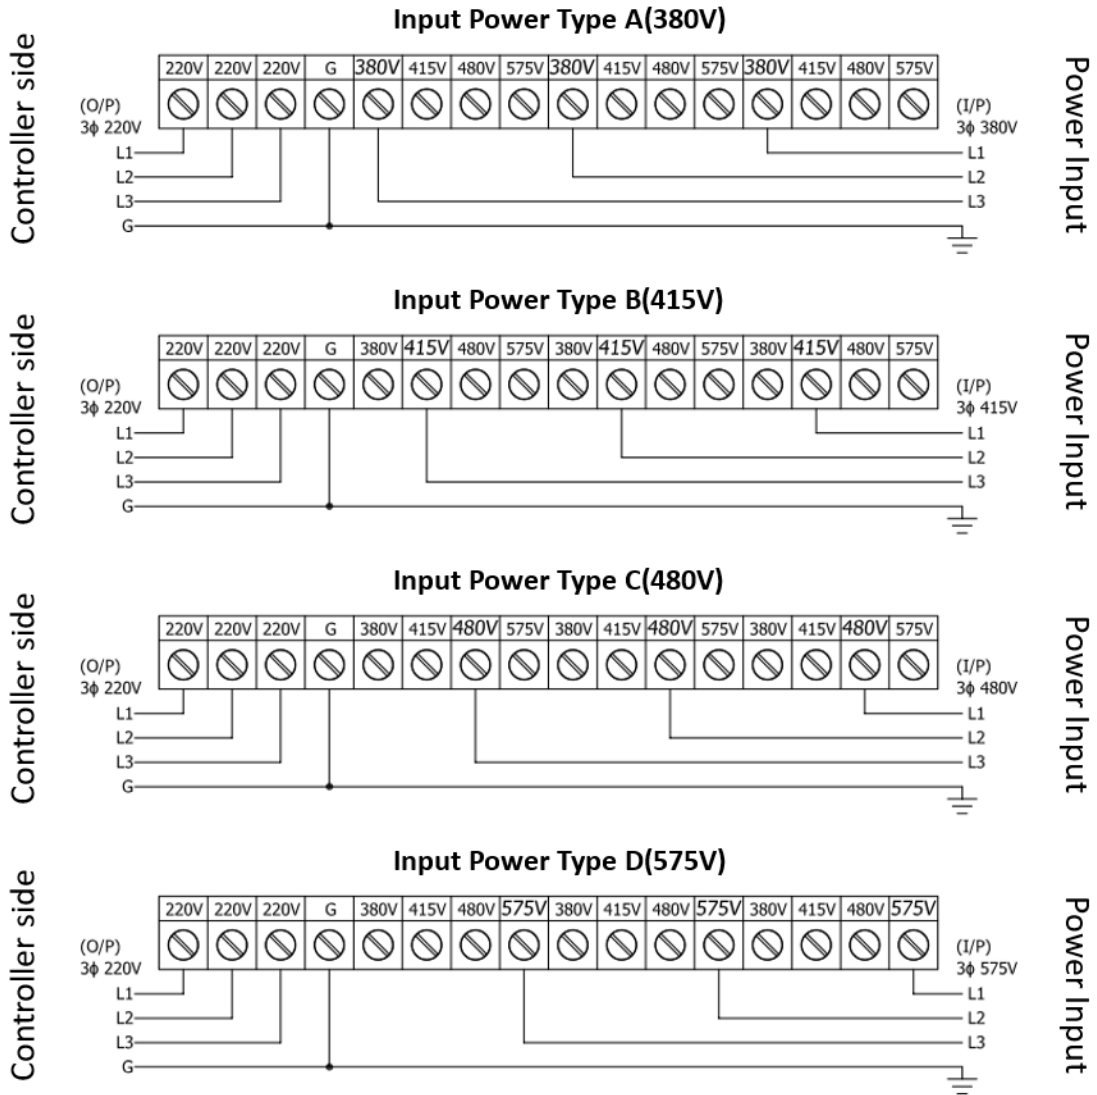 Input Power Type A(380V)
Controller side
220V 220V 220V G 380V 415V 480V 575V 380V 415V 480V 575V 380V 415V 480V 575V
(O/P)
3ϕ 220V
L1
L2
L3
G
(I/P)
3ϕ 380V
L1
L2
L3
Power Input
Input Power Type B(415V)
Controller side
220V 220V 220V G 380V 415V 480V 575V 380V 415V 480V 575V 380V 415V 480V 575V
(O/P)
3ϕ 220V
L1
L2
L3
G
(I/P)
3ϕ 415V
L1
L2
L3
Power Input
Input Power Type C(480V)
Controller side
220V 220V 220V G 380V 415V 480V 575V 380V 415V 480V 575V 380V 415V 480V 575V
(O/P)
3ϕ 220V
L1
L2
L3
G
(I/P)
3ϕ 480V
L1
L2
L3
Power Input
Input Power Type D(575V)
Controller side
220V 220V 220V G 380V 415V 480V 575V 380V 415V 480V 575V 380V 415V 480V 575V
(O/P)
3ϕ 220V
L1
L2
L3
G
(I/P)
3ϕ 575V
L1
L2
L3
Power Input